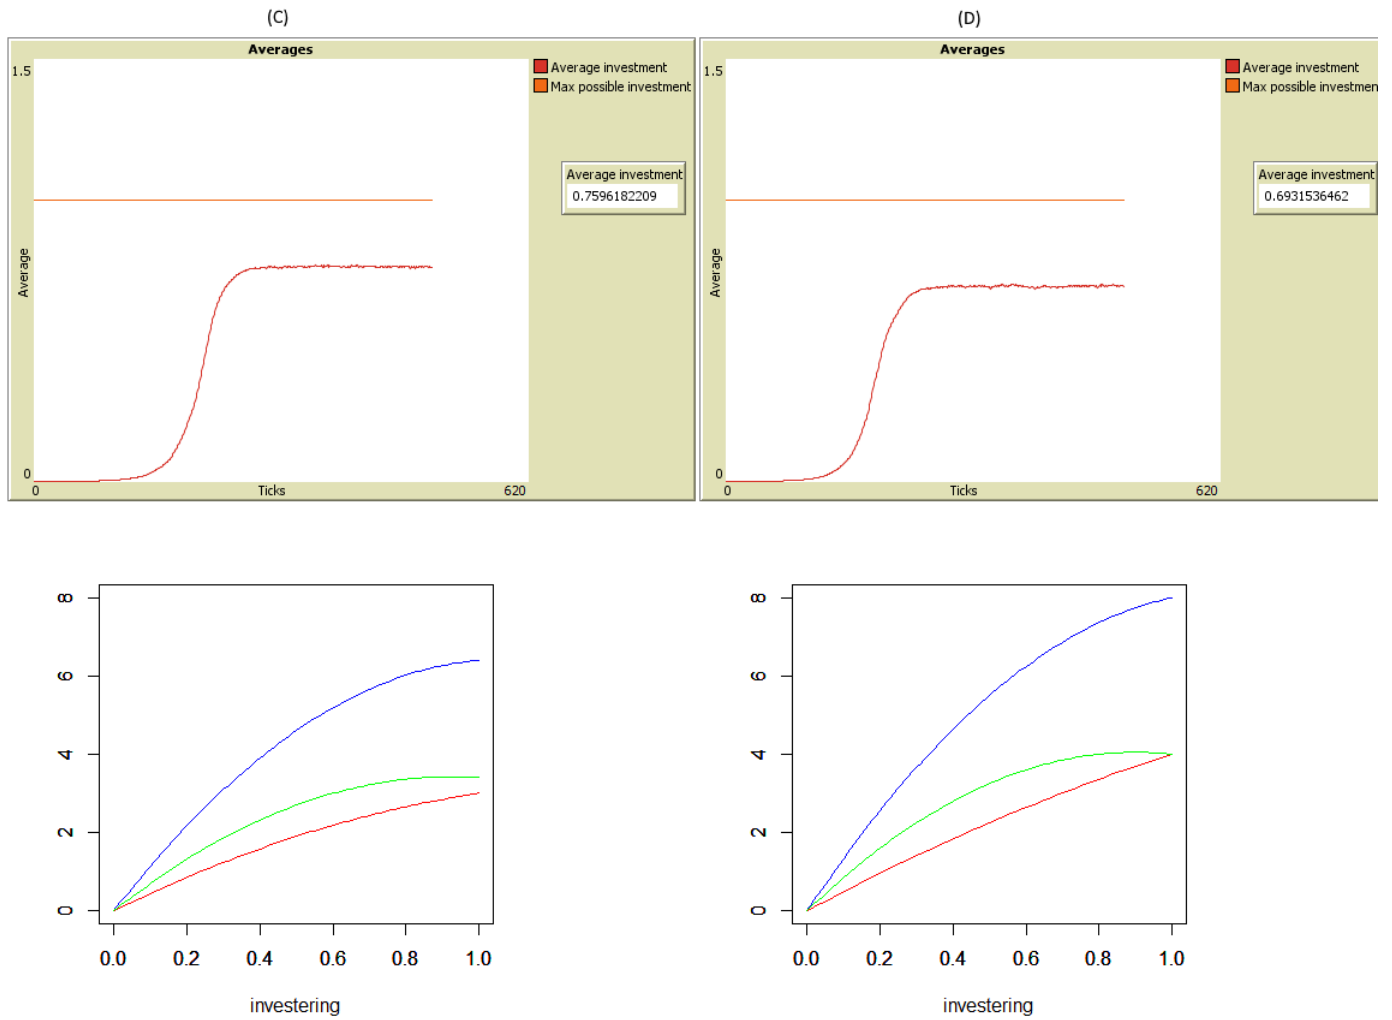 (C)
Averages
1.5
Average
0
0
Ticks
620
Average investment
Max possible investment
Average investment
0.7596182209
(D)
Averages
1.5
Average
0
0
Ticks
620
Average investment
Max possible investment
Average investment
0.6931536462
8
6
4
2
0
0.0 0.2 0.4 0.6 0.8 1.0
investering
8
6
4
2
0
0.0 0.2 0.4 0.6 0.8 1.0
investering